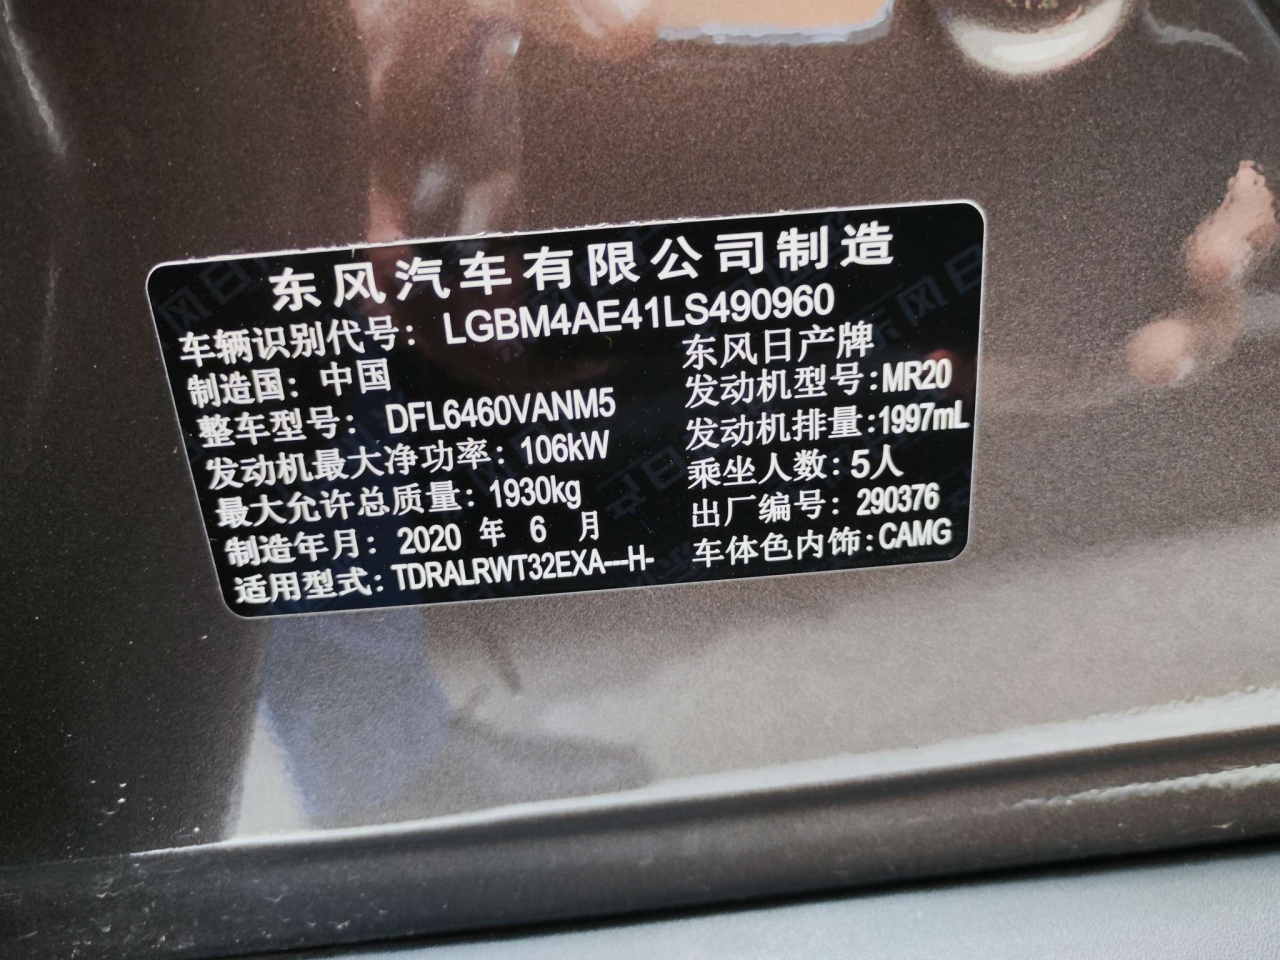 东风汽车有限公司制造
车辆识别代号： LGBM4AE41LS490960
制造国：中国 东风日产牌
整车型号： DFL6460VANM5 发动机型号:MR20
发动机最大净功率：106kW 发动机排量:1997mL
最大允许总质量：1930kg 乘坐人数：5人
制造年月：2020 年 6 月 出厂编号：290376
适用型式：TDRALRWT32EXA---H- 车体色内饰:CAMG